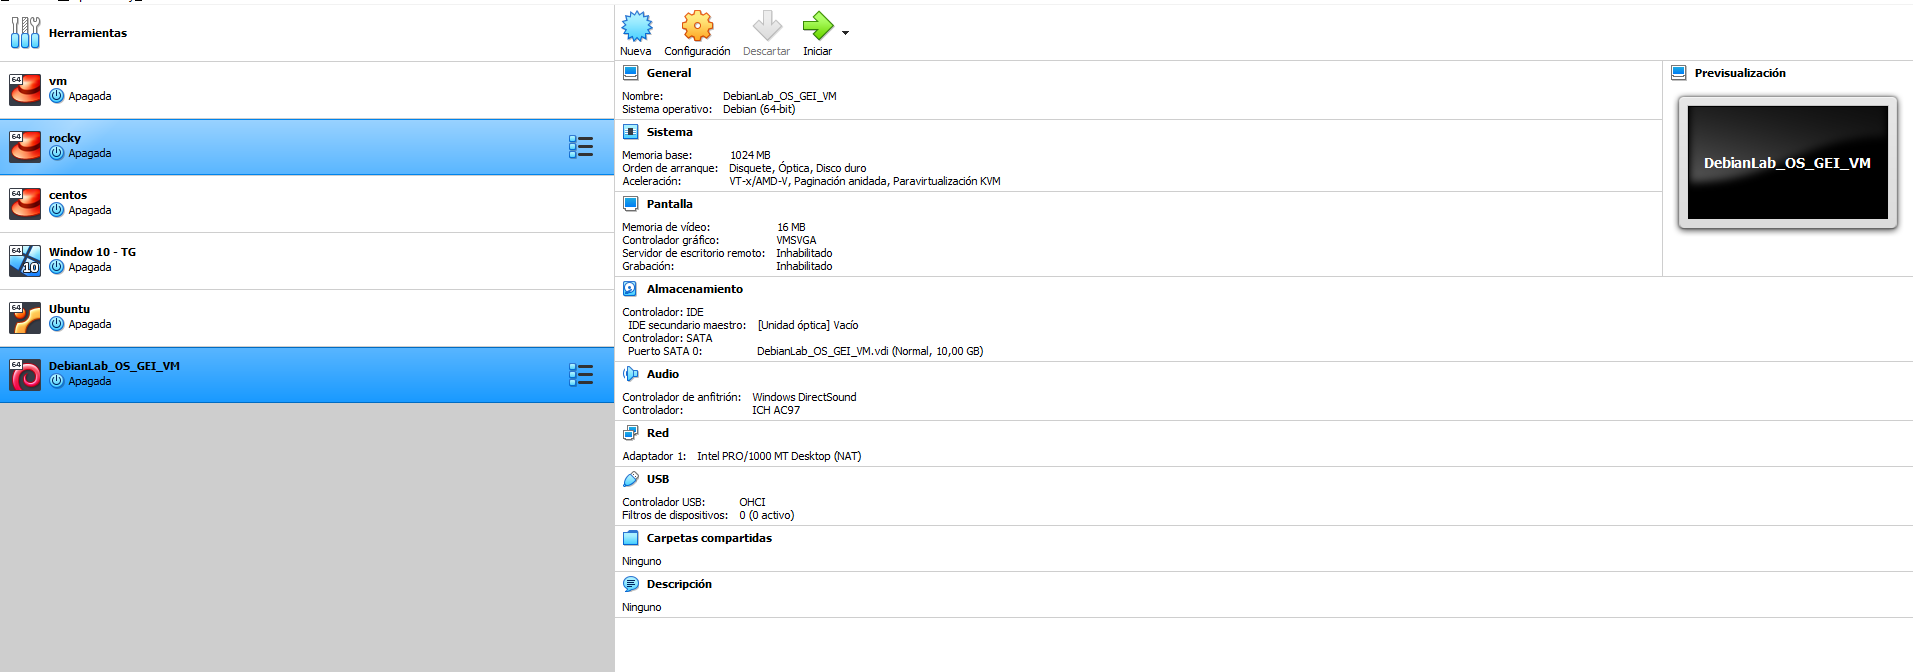 Herramientas
64
vm
Apagada
64
rocky
Apagada
64
centos
Apagada
64
10
Window 10 - TG
Apagada
64
Ubuntu
Apagada
64
DebianLab_OS_GEI_VM
Apagada
Nueva Configuración Descartar Iniciar
General
Nombre: DebianLab_OS_GEI_VM
Sistema operativo: Debian (64-bit)
Sistema
Memoria base: 1024 MB
Orden de arranque: Disquete, Óptica, Disco duro
Aceleración: VT-x/AMD-V, Paginación anidada, Paravirtualización KVM
Pantalla
Memoria de vídeo: 16 MB
Controlador gráfico: VMSVGA
Servidor de escritorio remoto: Inhabilitado
Grabación: Inhabilitado
Previsualización
DebianLab_OS_GEI_VM
Almacenamiento
Controlador: IDE
IDE secundario maestro: [Unidad óptica] Vacío
Controlador: SATA
Puerto SATA 0: DebianLab_OS_GEI_VM.vdi (Normal, 10,00 GB)
Audio
Controlador de anfitrión: Windows DirectSound
Controlador: ICH AC97
Red
Adaptador 1: Intel PRO/1000 MT Desktop (NAT)
USB
Controlador USB: OHCI
Filtros de dispositivos: 0 (0 activo)
Carpetas compartidas
Ninguno
Descripción
Ninguno